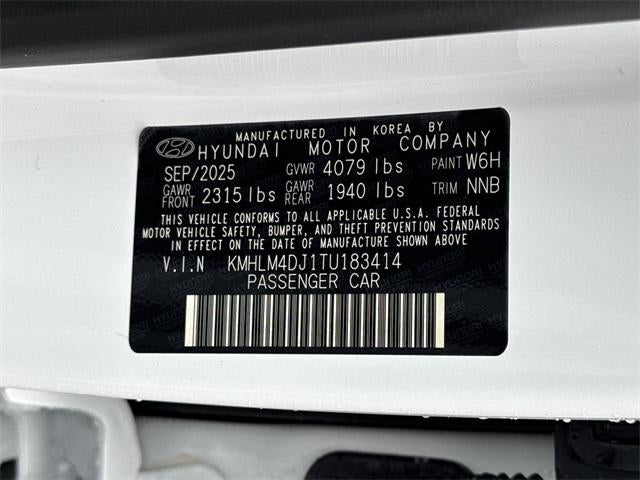 MANUFACTURED IN KOREA BY
HYUNDAI MOTOR COMPANY
SEP/2025 GVWR 4079 lbs PAINT W6H
GAWR FRONT 2315 lbs GAWR REAR 1940 lbs TRIM NNB
THIS VEHICLE CONFORMS TO ALL APPLICABLE U.S.A. FEDERAL
MOTOR VEHICLE SAFETY, BUMPER, AND THEFT PREVENTION STANDARDS
IN EFFECT ON THE DATE OF MANUFACTURE SHOWN ABOVE
V.I.N KMHLM4DJ1TU183414
PASSENGER CAR